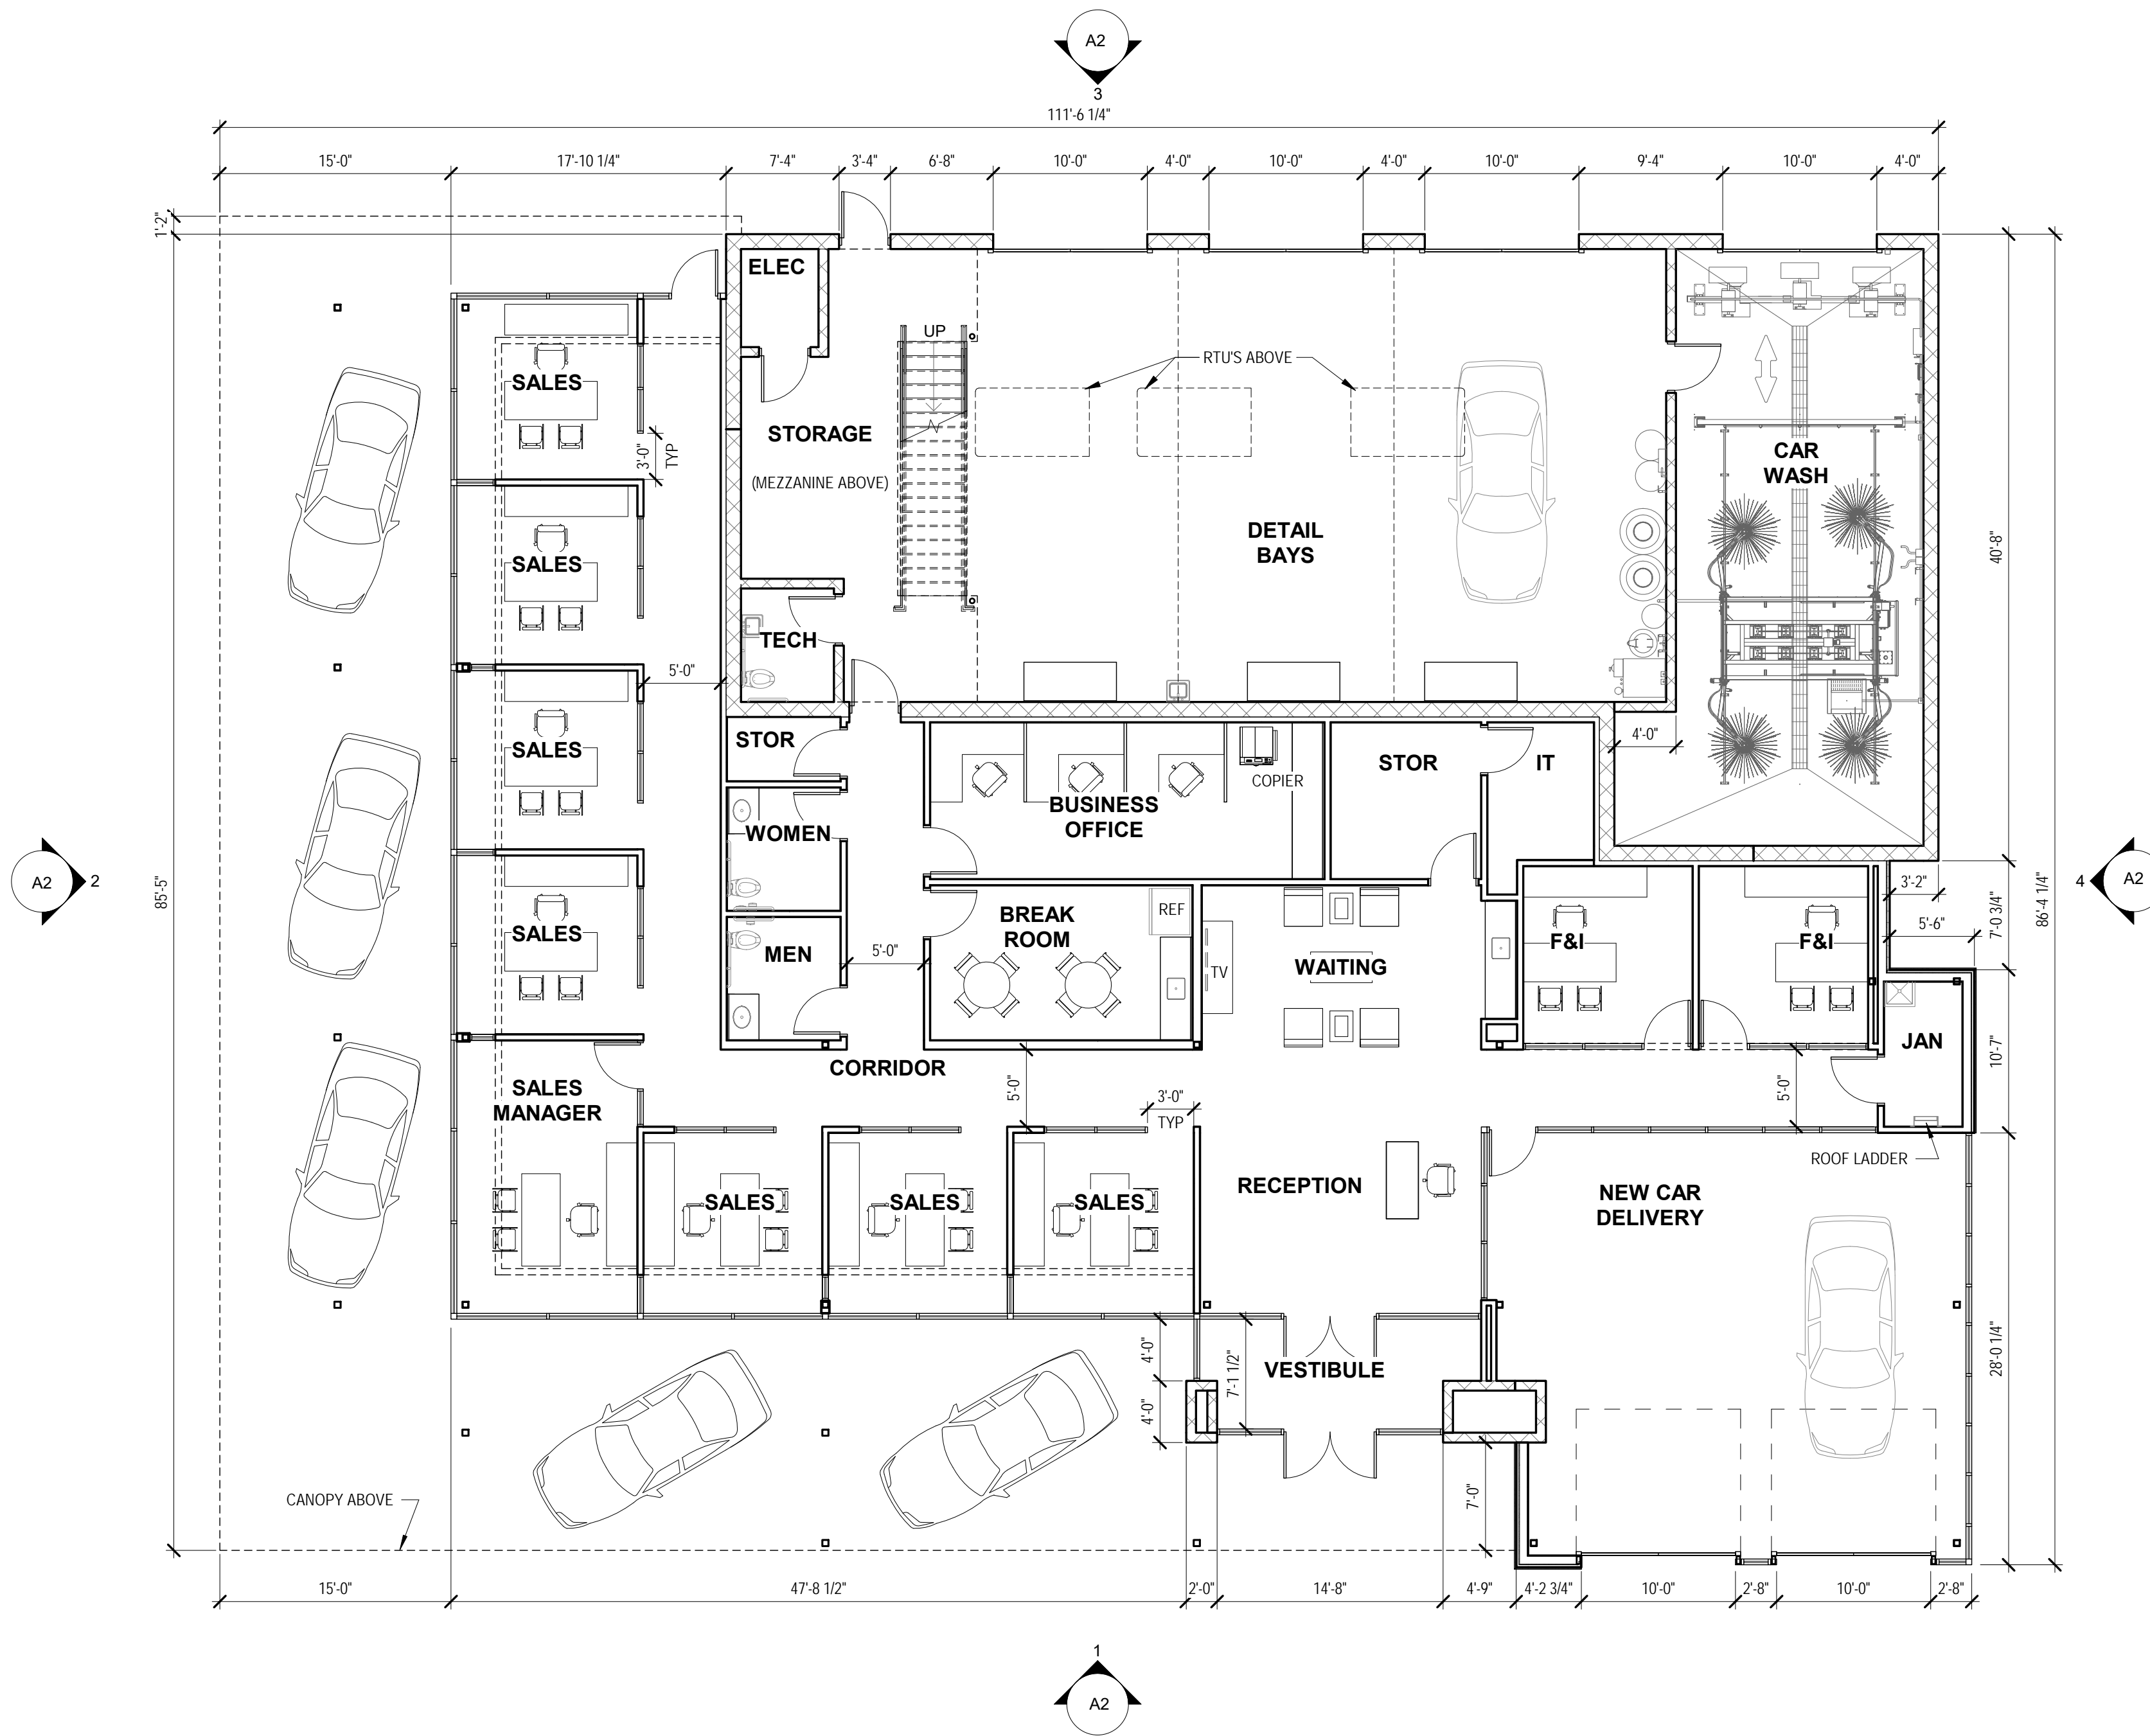 A2
3
111'-6 1/4"
15'-0"
17'-10 1/4"
7'-4"
3'-4"
6'-8"
10'-0"
4'-0"
10'-0"
4'-0"
10'-0"
9'-4"
10'-0"
4'-0"
1'-2"
ELEC
UP
RTU'S ABOVE
SALES
STORAGE
3'-0"
TYP
CAR
WASH
(MEZZANINE ABOVE)
DETAIL
BAYS
40'-8"
SALES
TECH
5'-0"
SALES
STOR
4'-0"
STOR
IT
COPIER
BUSINESS
OFFICE
WOMEN
A2
2
85'-5"
4
A2
86'-4 1/4"
3'-2"
7'-0 3/4"
5'-6"
SALES
REF
BREAK
ROOM
MEN
5'-0"
F&I
F&I
TV
WAITING
JAN
10'-7"
CORRIDOR
5'-0"
5'-0"
SALES
MANAGER
3'-0"
TYP
ROOF LADDER
RECEPTION
NEW CAR
DELIVERY
SALES
SALES
SALES
4'-0"
7'-1 1/2"
VESTIBULE
28'-0 1/4"
4'-0"
CANOPY ABOVE
7'-0"
15'-0"
47'-8 1/2"
2'-0"
14'-8"
4'-9"
4'-2 3/4"
10'-0"
2'-8"
10'-0"
2'-8"
1
A2